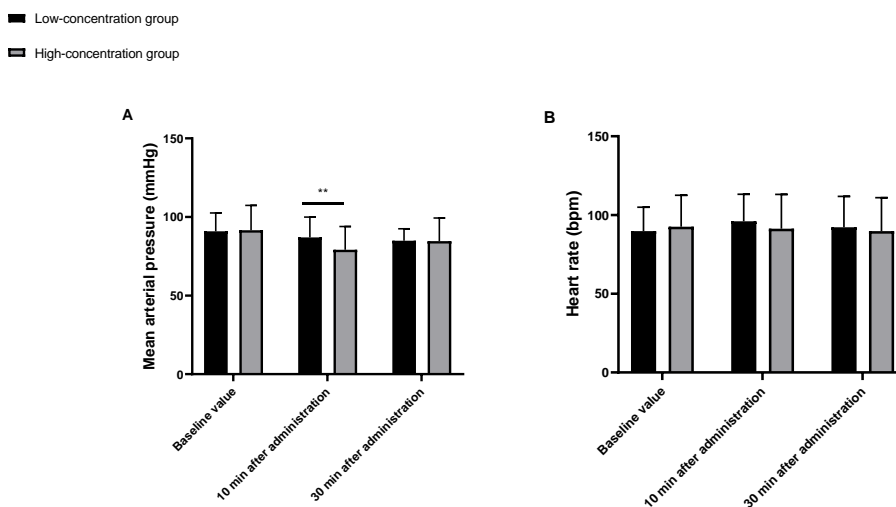 Low-concentration group
High-concentration group
A
Mean arterial pressure (mmHg)
150
100
50
0
**
Baseline value
10 min after administration
30 min after administration
B
Heart rate (bpm)
150
100
50
0
Baseline value
10 min after administration
30 min after administration